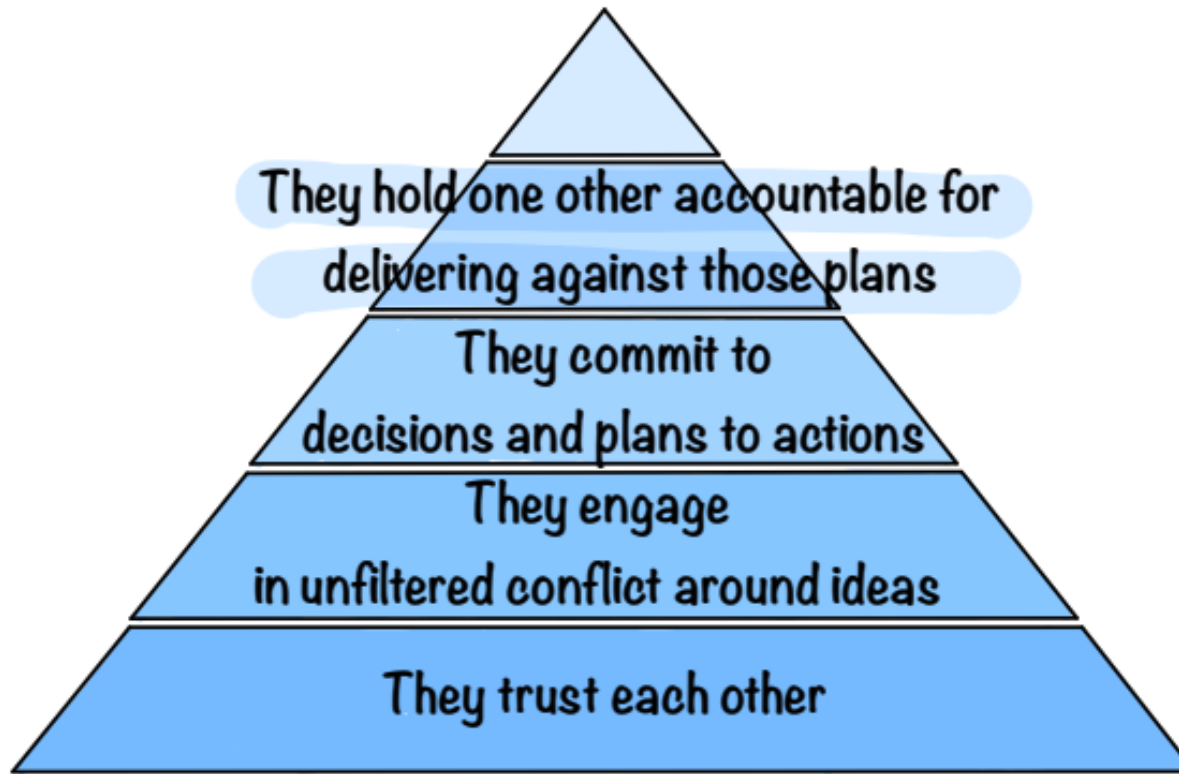 They hold one other accountable for
delivering against those plans
They commit to
decisions and plans to actions
They engage
in unfiltered conflict around ideas
They trust each other